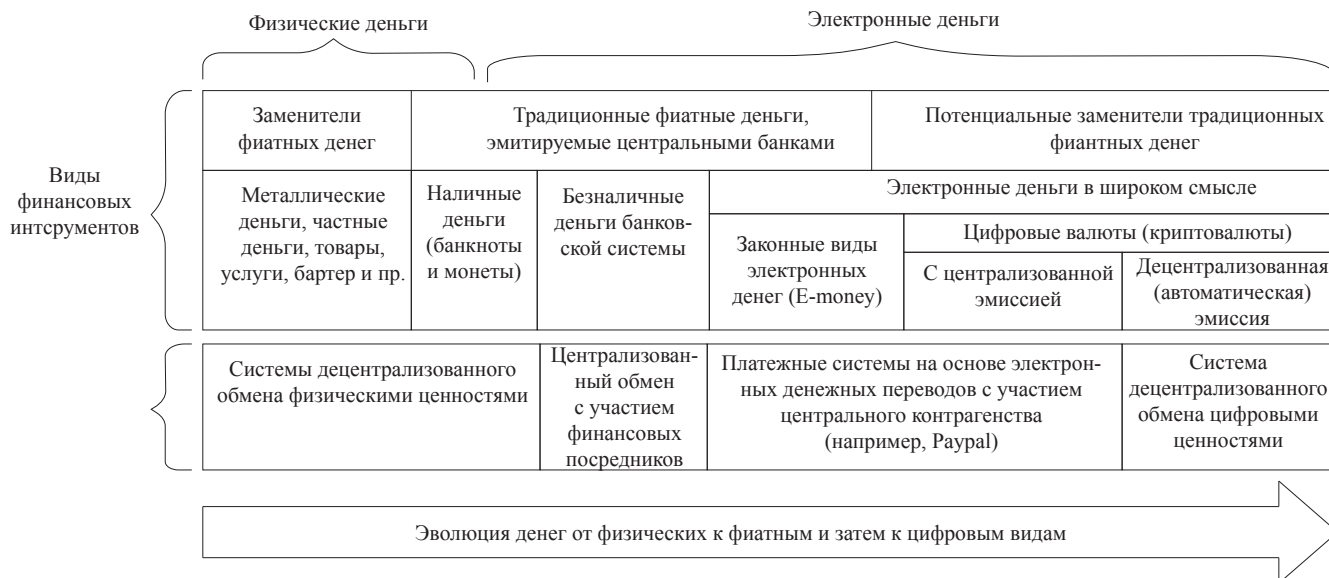 Физические деньги
Электронные деньги
Виды
финансовых
интсрументов
Заменители
фиатных денег
Традиционные фиатные деньги,
эмитируемые центральными банками
Потенциальные заменители традиционных
фиантных денег
Металлические
деньги, частные
деньги, товары,
услуги, бартер и пр.
Наличные
деньги
(банкноты
и монеты)
Безналичные
деньги банков-
ской системы
Электронные деньги в широком смысле
Законные виды
электронных
денег (E-money)
Цифровые валюты (криптовалюты)
С централизованной
эмиссией
Децентрализованная
(автоматическая)
эмиссия
Системы децентрализованного
обмена физическими ценностями
Централизован-
ный обмен
с участием
финансовых
посредников
Платежные системы на основе электрон-
ных денежных переводов с участием
центрального контрагенства
(например, Paypal)
Система
децентрализованного
обмена цифровыми
ценностями
Эволюция денег от физических к фиатным и затем к цифровым видам